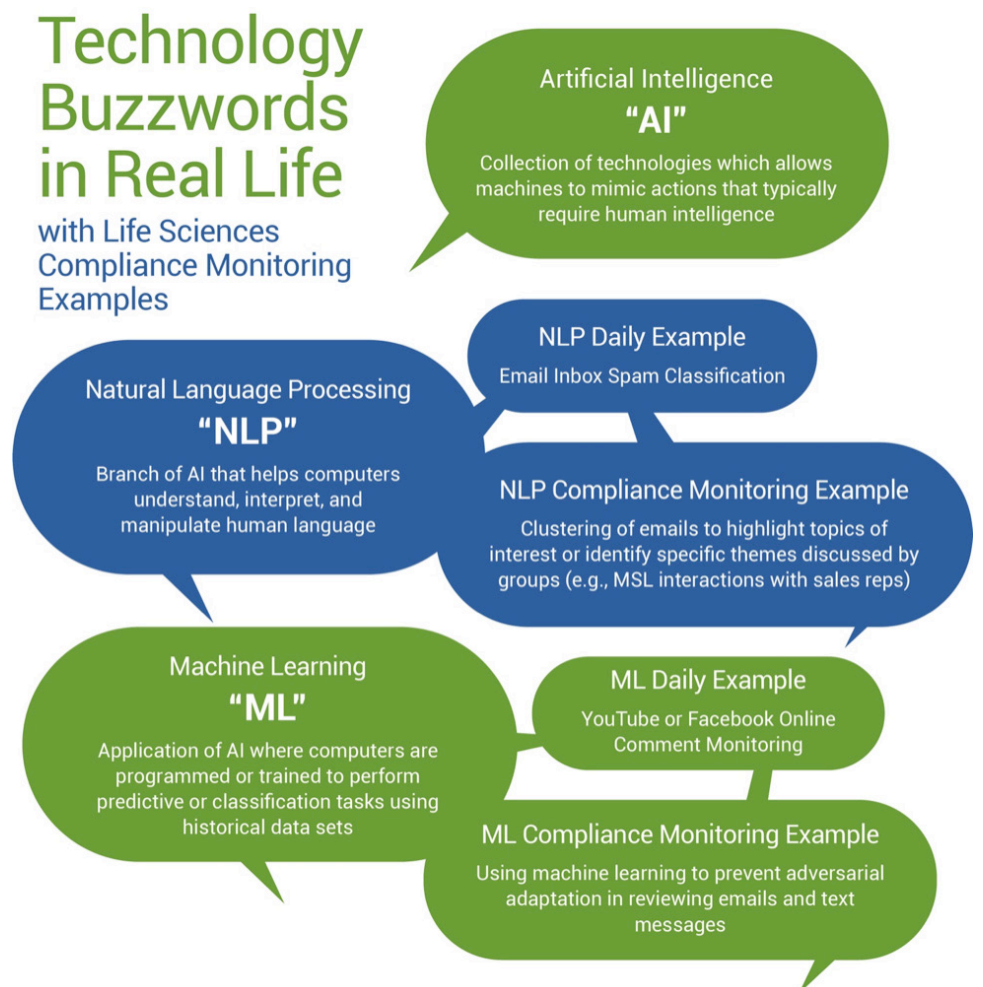 Technology
Buzzwords
in Real Life
with Life Sciences
Compliance Monitoring
Examples
Artificial Intelligence
“AI”
Collection of technologies which allows
machines to mimic actions that typically
require human intelligence
Natural Language Processing
“NLP”
Branch of AI that helps computers
understand, interpret, and
manipulate human language
NLP Daily Example
Email Inbox Spam Classification
NLP Compliance Monitoring Example
Clustering of emails to highlight topics of
interest or identify specific themes discussed by
groups (e.g., MSL interactions with sales reps)
Machine Learning
“ML”
Application of AI where computers are
programmed or trained to perform
predictive or classification tasks using
historical data sets
ML Daily Example
YouTube or Facebook Online
Comment Monitoring
ML Compliance Monitoring Example
Using machine learning to prevent adversarial
adaptation in reviewing emails and text
messages